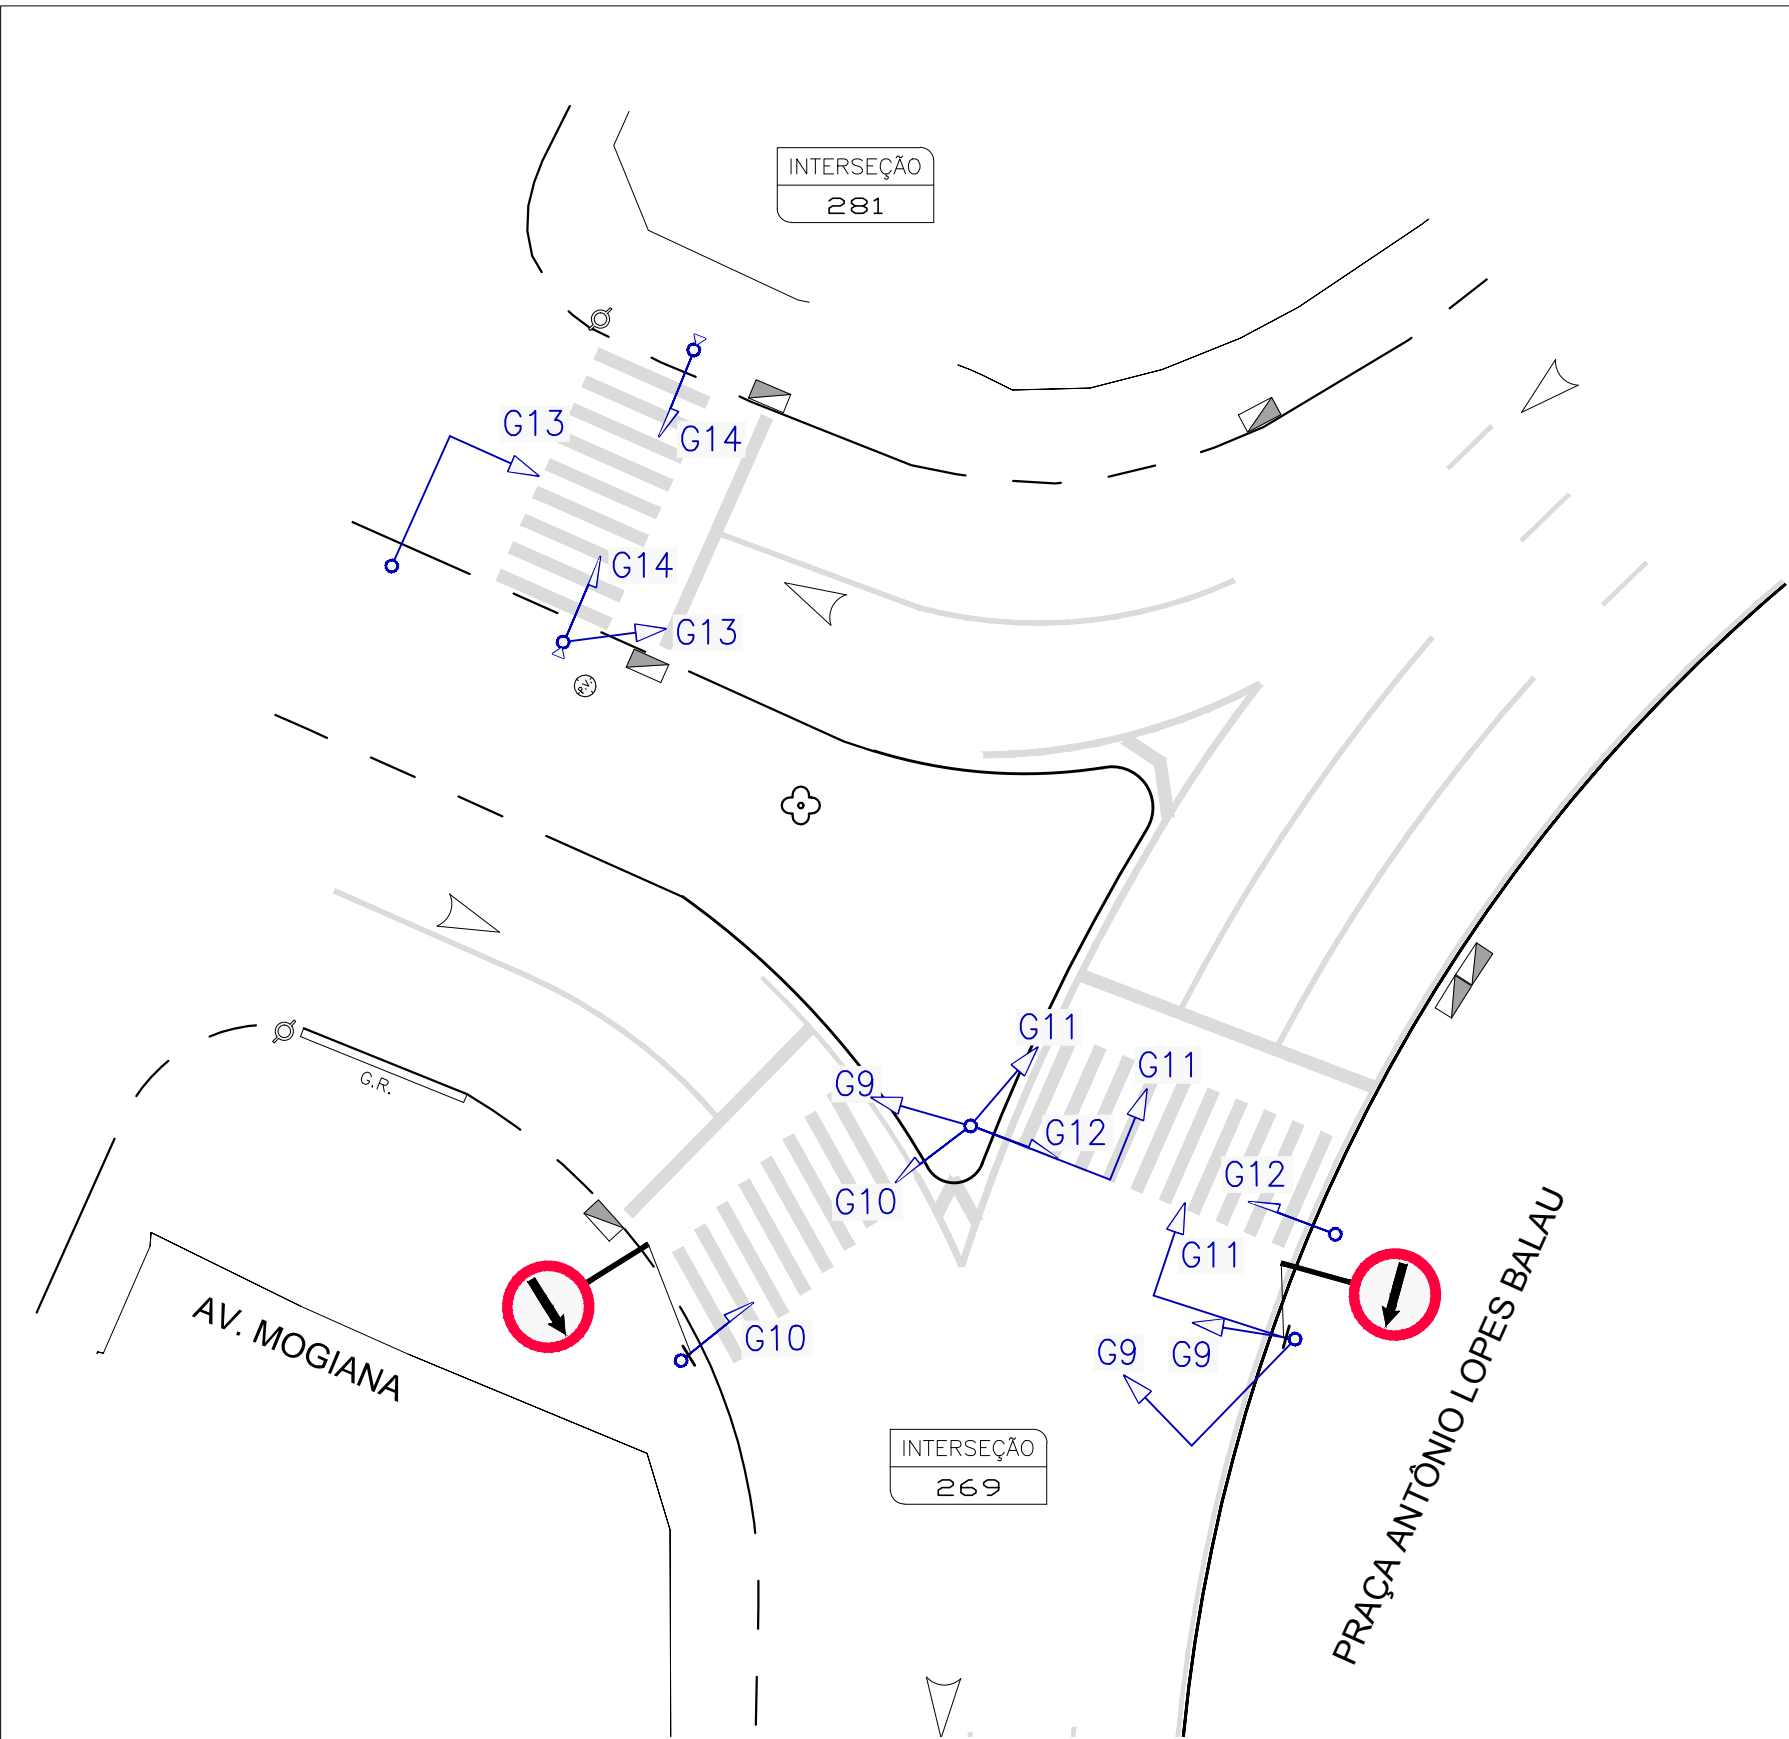 INTERSEÇÃO
281
G13
G14
G14
G13
P.V.
G11
G11
G9
G.R.
G12
G12
G10
G11
G10
G9
G9
AV. MOGIANA
PRAÇA ANTÔNIO LOPES BALAU
INTERSEÇÃO
269